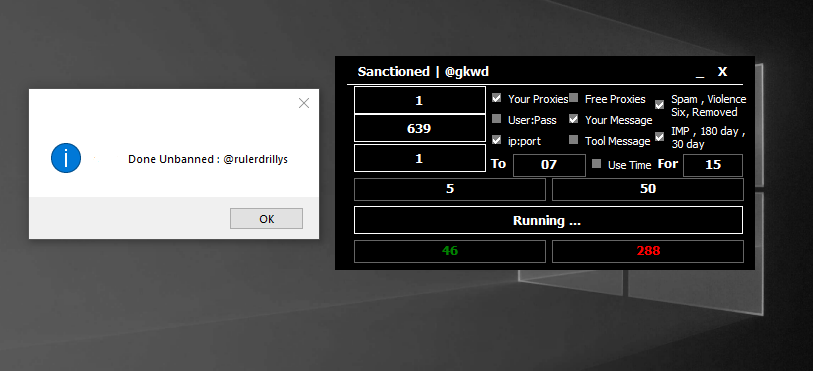 Done Unbanned : @rulerdrillys
OK
Sanctioned | @gkwd
_ X
1
639
1
Your Proxies
Free Proxies
Spam , Violence
Six, Removed
User:Pass
Your Message
ip:port
Tool Message
IMP , 180 day ,
30 day
To
07
Use Time
For
15
5
50
Running ...
46
288